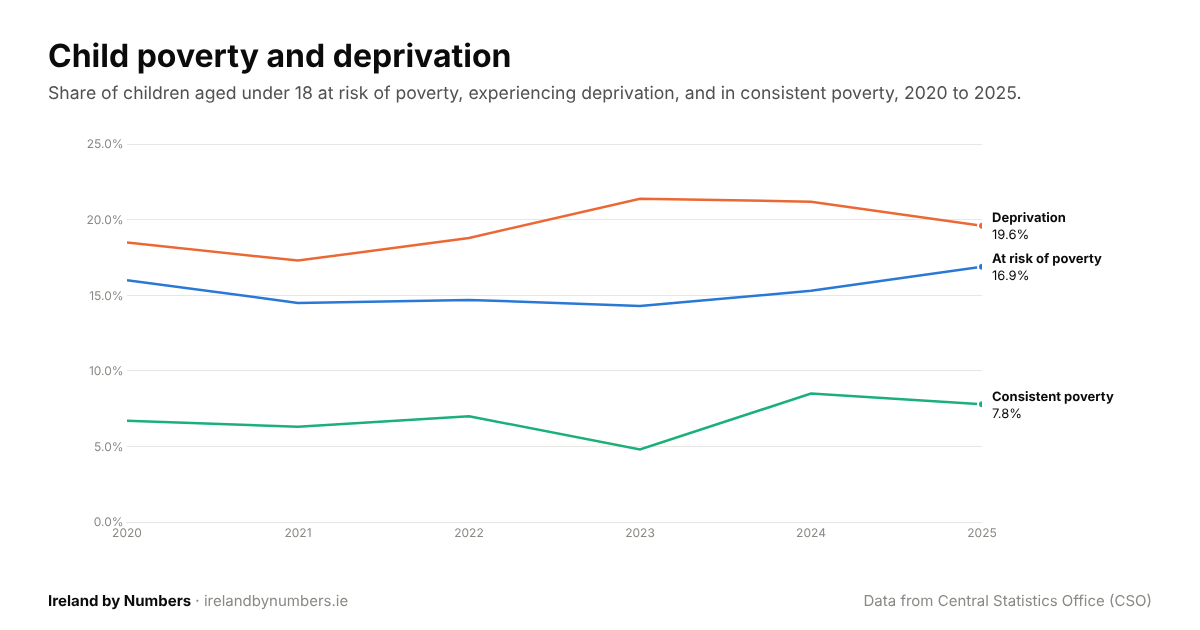 Child poverty and deprivation
Share of children aged under 18 at risk of poverty, experiencing deprivation, and in consistent poverty, 2020 to 2025.
25.0%
20.0%
15.0%
10.0%
5.0%
0.0%
Deprivation
19.6%
At risk of poverty
16.9%
Consistent poverty
7.8%
2020 2021 2022 2023 2024 2025
Ireland by Numbers · irelandbynumbers.ie
Data from Central Statistics Office (CSO)